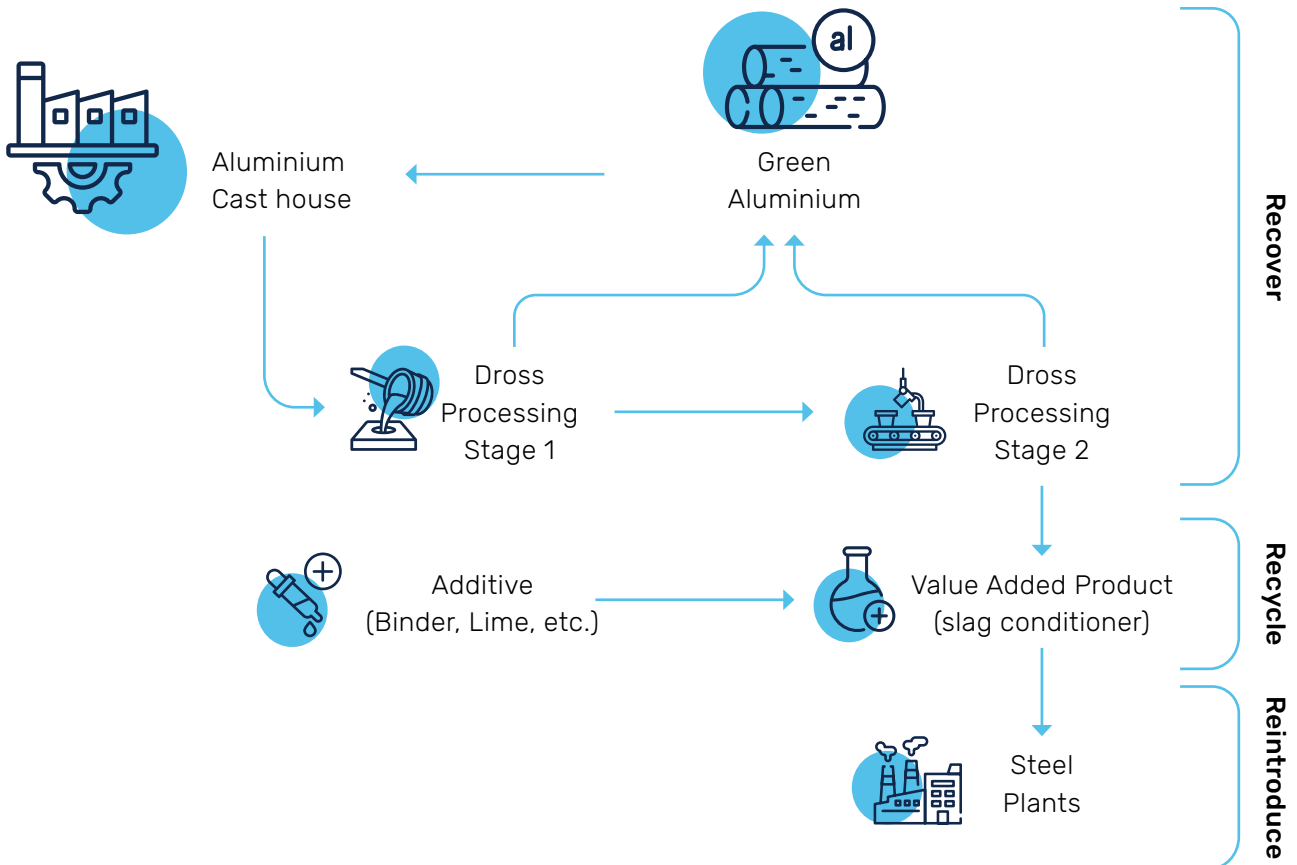 al
Aluminium
Cast house
Green
Aluminium
Recover
Dross
Processing
Stage 1
Dross
Processing
Stage 2
Additive
(Binder, Lime, etc.)
Value Added Product
(slag conditioner)
Recycle
Steel
Plants
Reintroduce